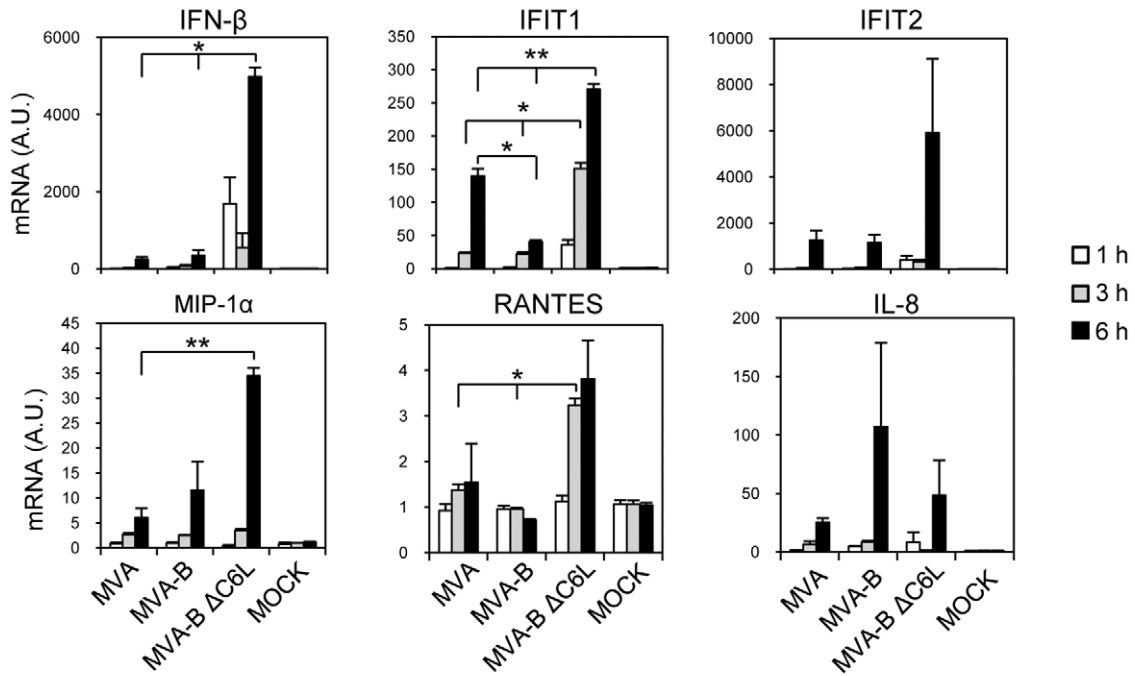 IFN-β
IFIT1
IFIT2
mRNA (A.U.)
6000
4000
2000
0
*
350
300
250
200
150
100
50
0
**
*
*
10000
8000
6000
4000
2000
0
1 h
3 h
6 h
MIP-1α
RANTES
IL-8
mRNA (A.U.)
45
40
35
30
25
20
15
10
5
0
**
5
4
3
2
1
0
*
200
150
100
50
0
MVA
MVA-B
MVA-B ΔC6L
MOCK
MVA
MVA-B
MVA-B ΔC6L
MOCK
MVA
MVA-B
MVA-B ΔC6L
MOCK